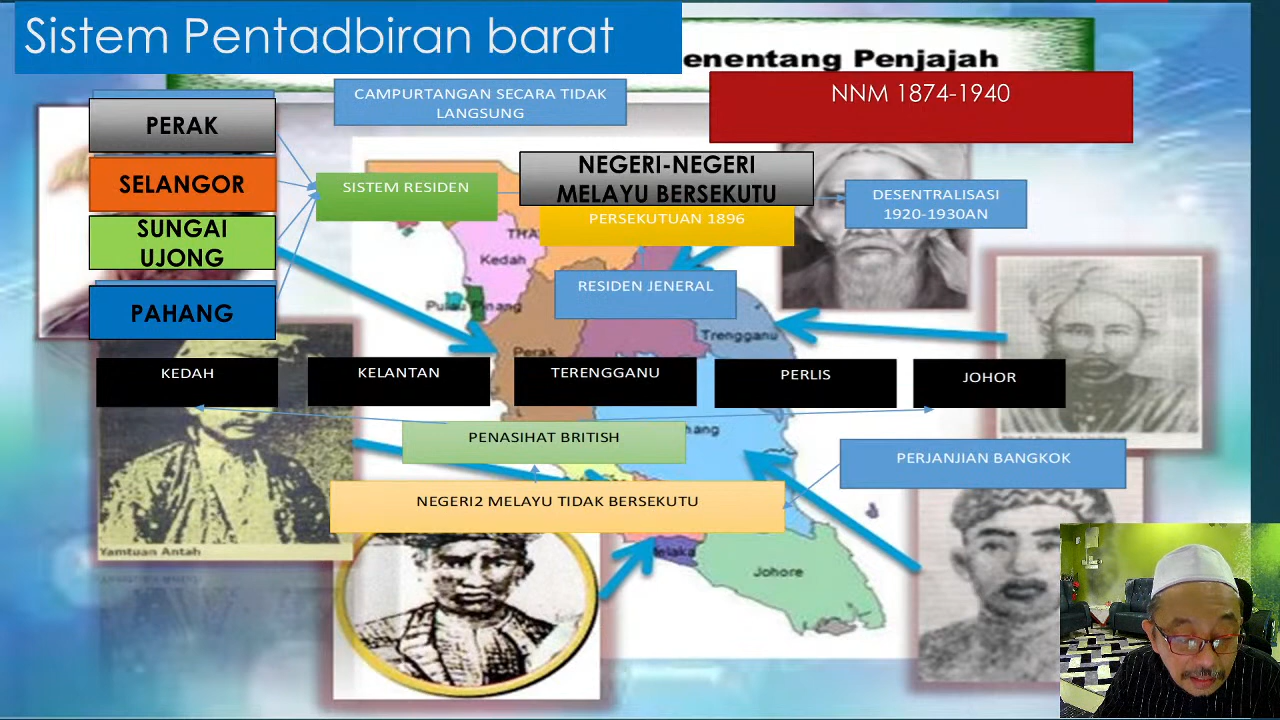 Sistem Pentadbiran barat
enentang Penjajah
CAMPURTANGAN SECARA TIDAK
LANGSUNG
NNM 1874-1940
PERAK
SELANGOR
SUNGAI
UJONG
PAHANG
SISTEM RESIDEN
NEGERI-NEGERI
MELAYU BERSEKUTU
PERSEKUTUAN 1896
DESENTRALISASI
1920-1930AN
THA
Kedah
RESIDEN JENERAL
Pulau Pinang
Trengganu
Perak
KEDAH
KELANTAN
TERENGGANU
PERLIS
JOHOR
PENASIHAT BRITISH
hang
PERJANJIAN BANGKOK
NEGERI2 MELAYU TIDAK BERSEKUTU
Yamtuan Antah
Melaka
Johore